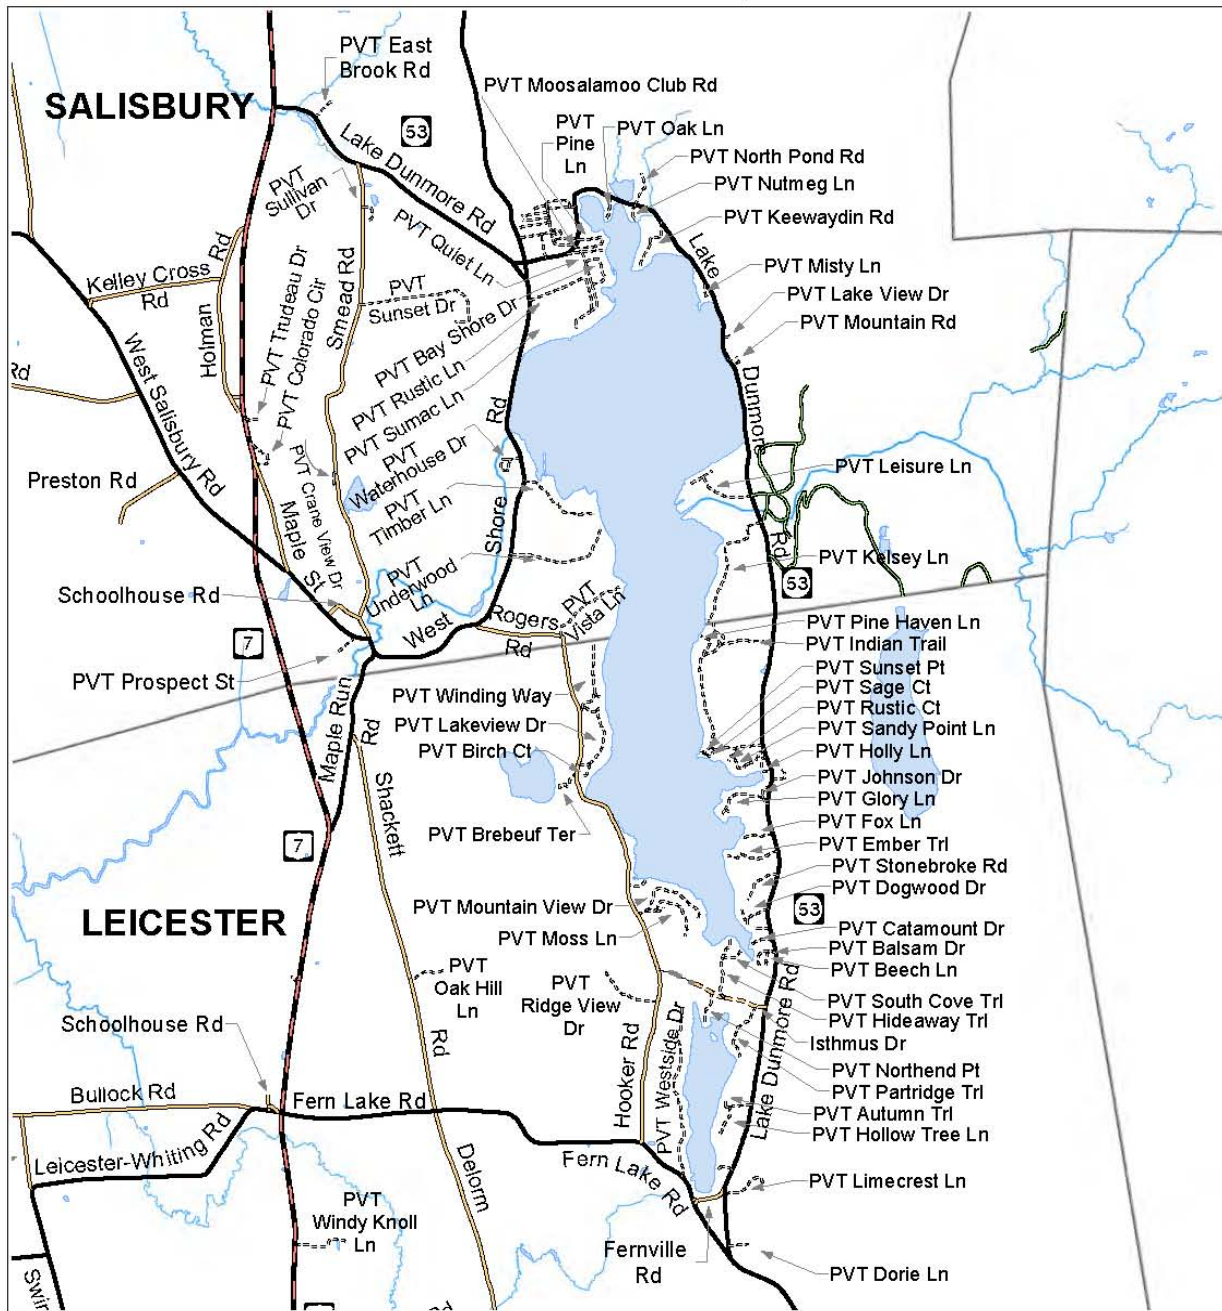 PVT East
Brook Rd
SALISBURY
53
PVT Moosalamoo Club Rd
PVT
Pine
Ln
PVT Oak Ln
PVT North Pond Rd
PVT Nutmeg Ln
PVT Keewaydin Rd
Lake Dunmore Rd
PVT
Sullivan
Dr
PVT Quiet Ln
Kelley Cross
Rd
Holman
Rd
PVT Trudeau Dr
PVT Colorado Cir
Smead Rd
PVT
Sunset Dr
PVT Bay Shore Dr
PVT Rustic Ln
PVT Sumac Ln
PVT
Waterhouse Dr
PVT
Timber Ln
PVT
Underwood
Ln
Lake
Dunmore
Rd
PVT Misty Ln
PVT Lake View Dr
PVT Mountain Rd
Rd
West Salisbury Rd
Preston Rd
PVT Crane View Dr
Maple St
West
Shore
Rd
PVT Leisure Ln
PVT Kelsey Ln
53
Schoolhouse Rd
7
PVT Prospect St
Rogers
Rd
PVT
Vista Ln
PVT Pine Haven Ln
PVT Indian Trail
PVT Sunset Pt
PVT Sage Ct
PVT Rustic Ct
PVT Sandy Point Ln
PVT Holly Ln
PVT Johnson Dr
PVT Glory Ln
PVT Fox Ln
PVT Ember Trl
PVT Stonebroke Rd
PVT Dogwood Dr
53
PVT Catamount Dr
PVT Balsam Dr
PVT Beech Ln
PVT Winding Way
PVT Lakeview Dr
PVT Birch Ct
PVT Brebeuf Ter
Maple Run
Rd
Shackett
Rd
7
LEICESTER
PVT Mountain View Dr
PVT Moss Ln
PVT
Oak Hill
Ln
PVT
Ridge View
Dr
PVT South Cove Trl
PVT Hideaway Trl
Isthmus Dr
PVT Northend Pt
PVT Partridge Trl
PVT Autumn Trl
PVT Hollow Tree Ln
Hooker Rd
PVT Westside Dr
Lake Dunmore Rd
Schoolhouse Rd
Bullock Rd
Fern Lake Rd
Leicester-Whiting Rd
Fern Lake Rd
Delorm
PVT Limecrest Ln
PVT
Windy Knoll
Ln
Fernville
Rd
PVT Dorie Ln
Swin
Rd